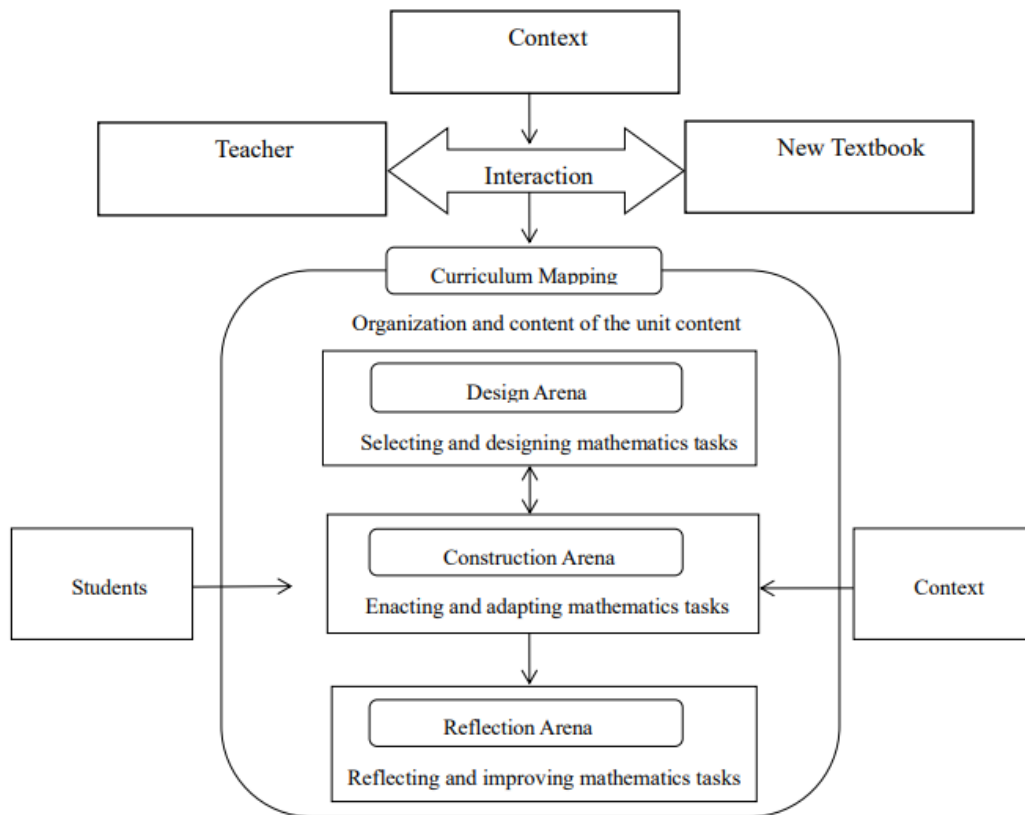 Context
Teacher
New Textbook
Interaction
Curriculum Mapping
Organization and content of the unit content
Design Arena
Selecting and designing mathematics tasks
Construction Arena
Students
Context
Enacting and adapting mathematics tasks
Reflection Arena
Reflecting and improving mathematics tasks